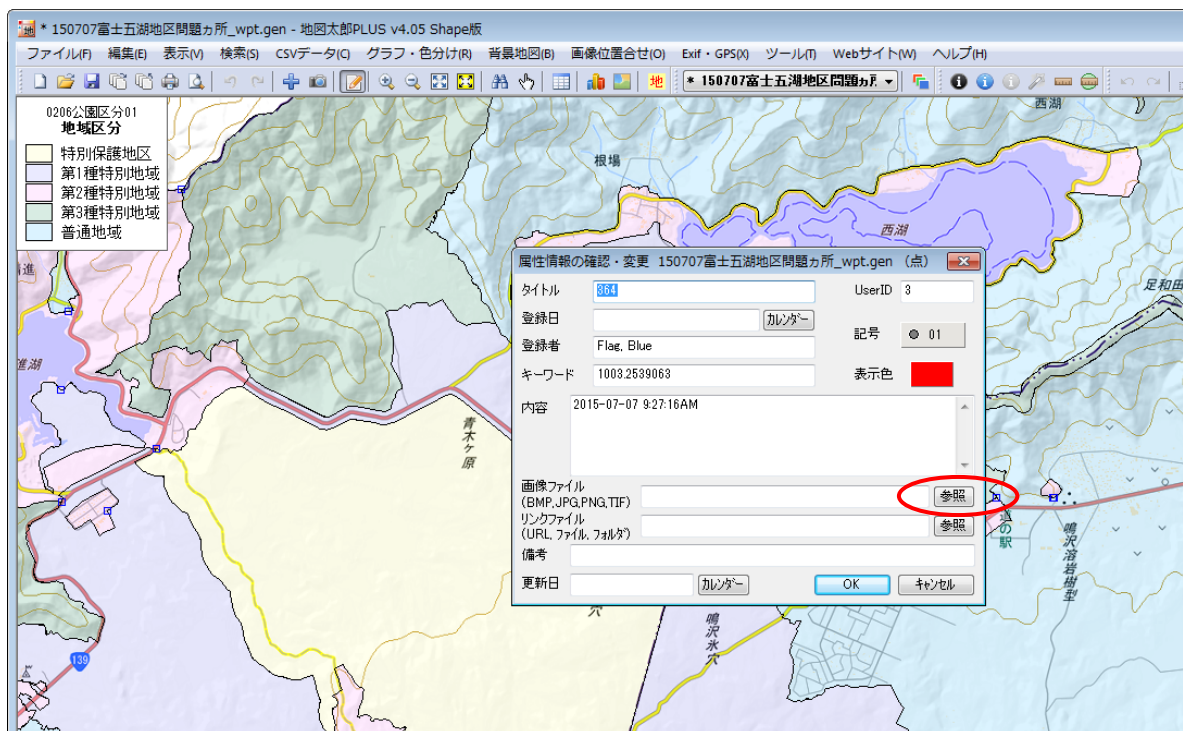 * 150707富士五湖地区問題ヵ所_wpt.gen - 地図太郎PLUS v4.05 Shape版
ファイル(F) 編集(E) 表示(V) 検索(S) CSVデータ(C) グラフ・色分け(R) 背景地図(B) 画像位置合せ(O) Exif・GPS(X) ツール(T) Webサイト(W) ヘルプ(H)
地 * 150707富士五湖地区問題ヵ所
0206公園区分01
地域区分
特別保護地区
第1種特別地域
第2種特別地域
第3種特別地域
普通地域
西湖
根場
西湖
進
足和田
進湖
青木ケ原
属性情報の確認・変更 150707富士五湖地区問題ヵ所_wpt.gen (点)
タイトル 364 UserID 3
登録日 カレンダー
記号 01
登録者 Flag, Blue
キーワード 1003.2539063 表示色
内容 2015-07-07 9:27:16AM
画像ファイル
(BMP,JPG,PNG,TIF) 参照
リンクファイル
(URL, ファイル, フォルダ) 参照
備考
更新日 カレンダー OK キャンセル
道の駅
鳴沢溶岩樹型
穴
鳴沢氷穴
139